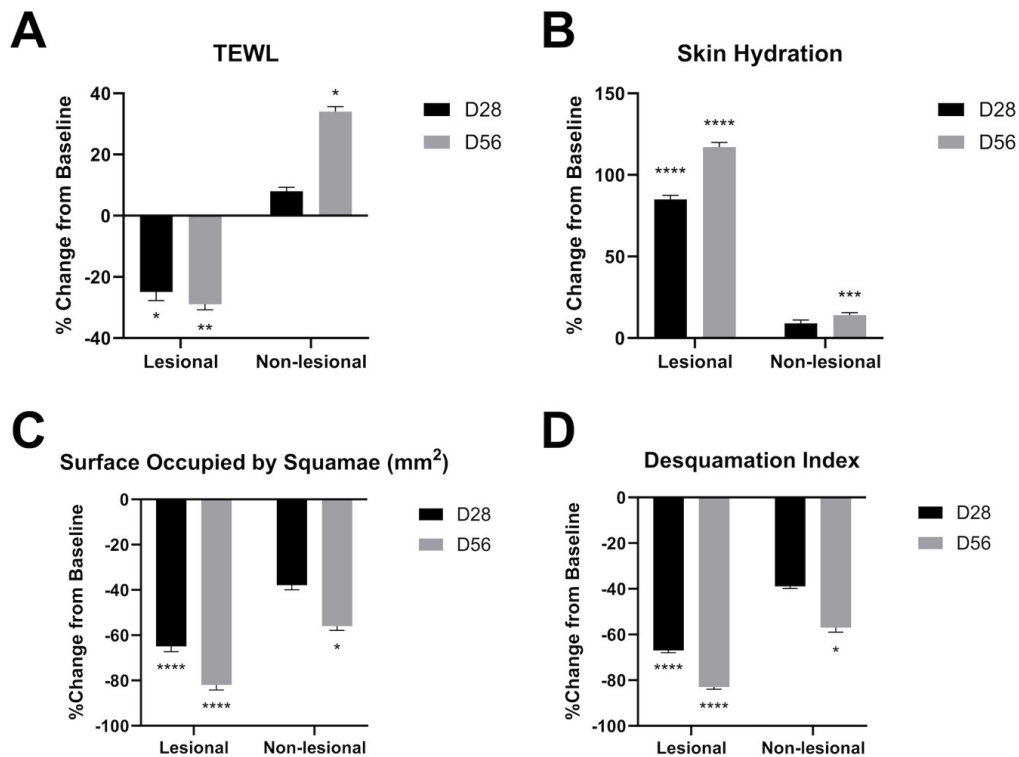 A
TEWL
% Change from Baseline
40
20
0
-20
-40
*
**
*
Lesional
Non-lesional
D28
D56
B
Skin Hydration
% Change from Baseline
150
100
50
0
****
****
***
Lesional
Non-lesional
D28
D56
C
Surface Occupied by Squamae (mm²)
%Change from Baseline
0
-20
-40
-60
-80
-100
****
****
*
Lesional
Non-lesional
D28
D56
D
Desquamation Index
%Change from Baseline
0
-20
-40
-60
-80
-100
****
****
*
Lesional
Non-lesional
D28
D56